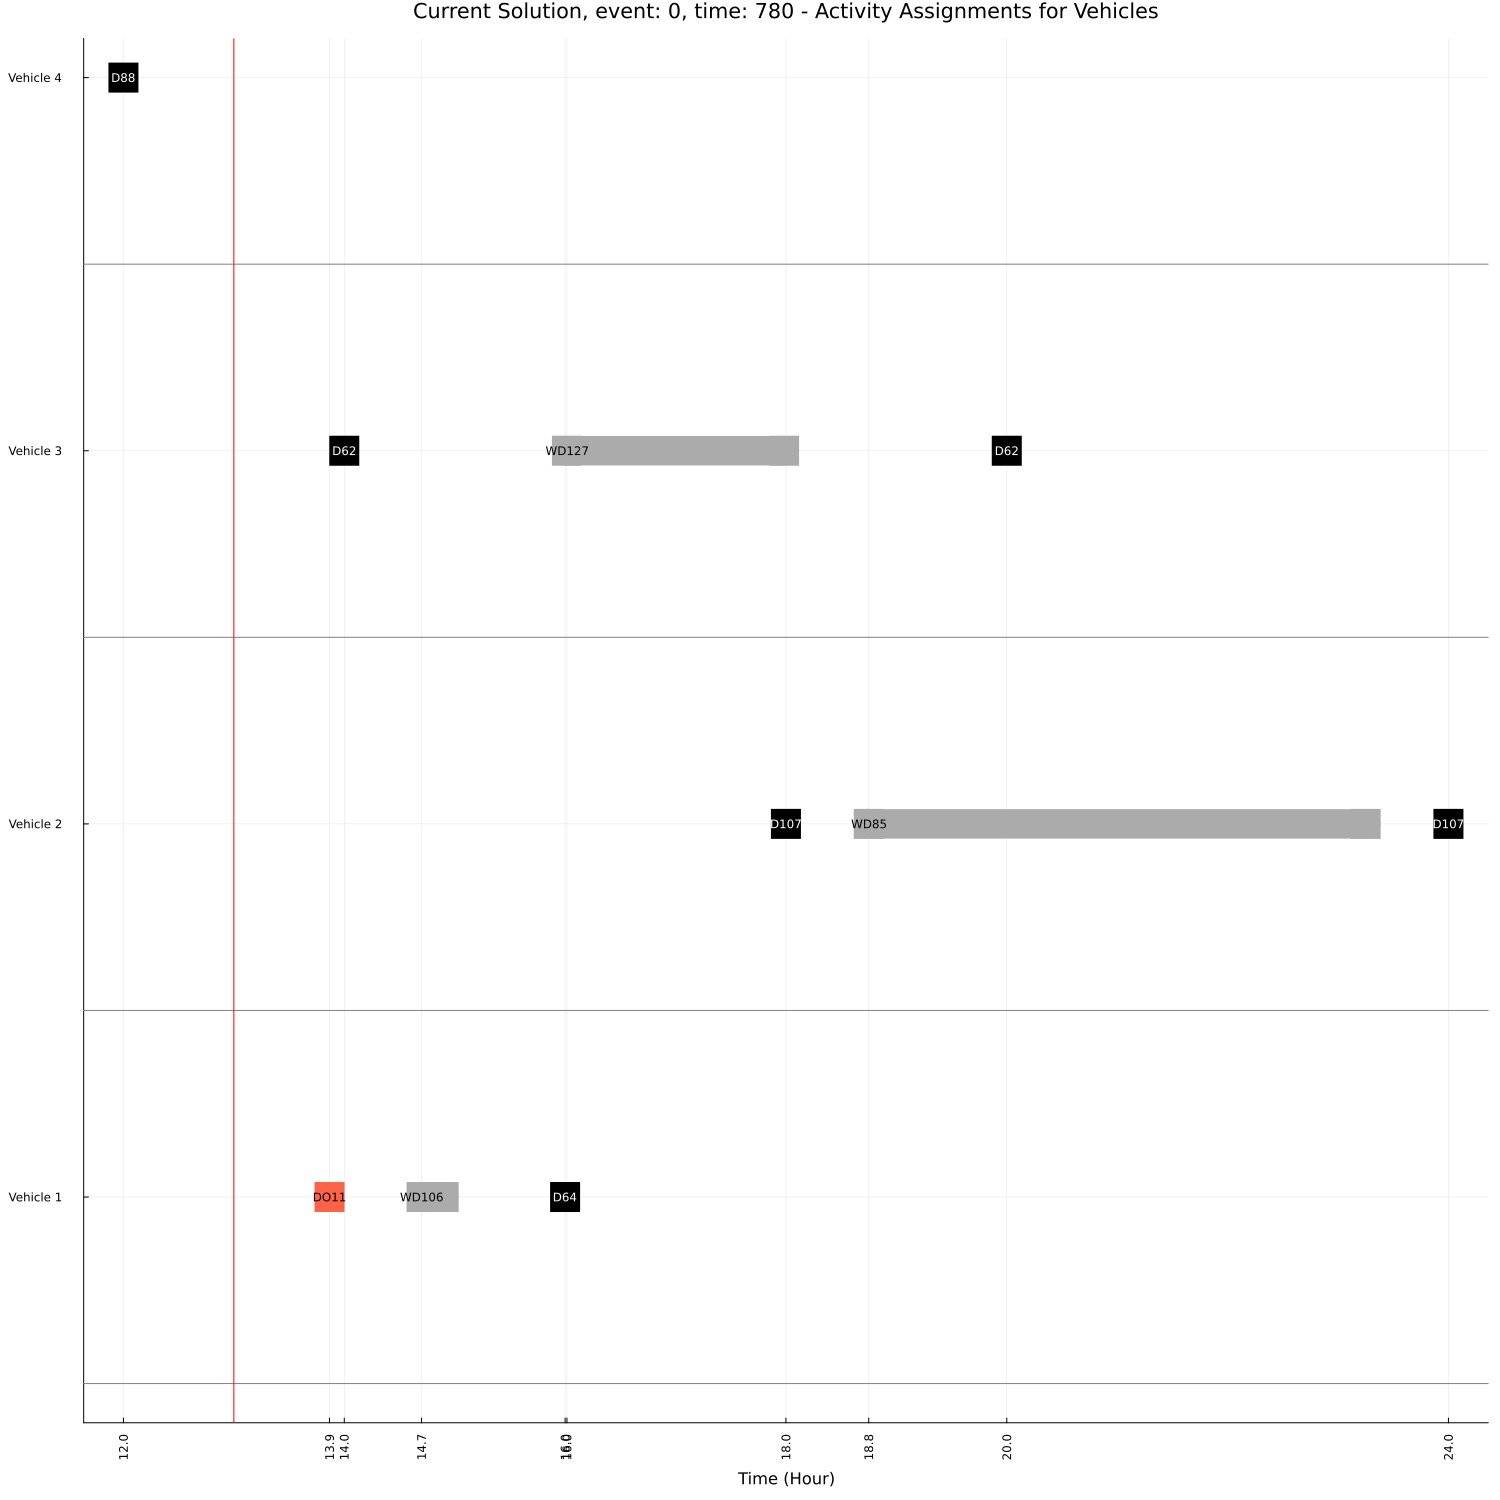 Current Solution, event: 0, time: 780 - Activity Assignments for Vehicles
Vehicle 4
D88
Vehicle 3
D62
WD127
D62
Vehicle 2
D107
WD85
D107
Vehicle 1
DO11
WD106
D64
12.0
13.9
14.0
14.7
16.0
18.0
18.8
20.0
24.0
Time (Hour)